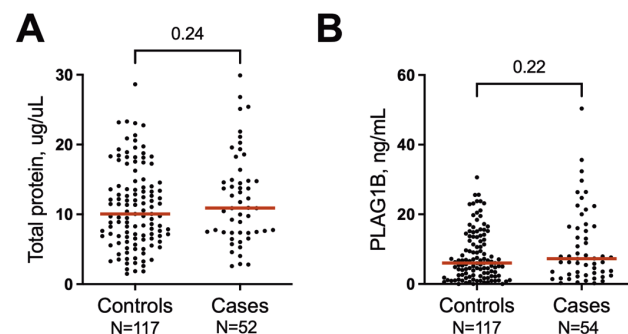 A
0.24
Total protein, ug/uL
30
20
10
0
Controls
N=117
Cases
N=52
B
0.22
PLAG1B, ng/mL
60
40
20
0
Controls
N=117
Cases
N=54